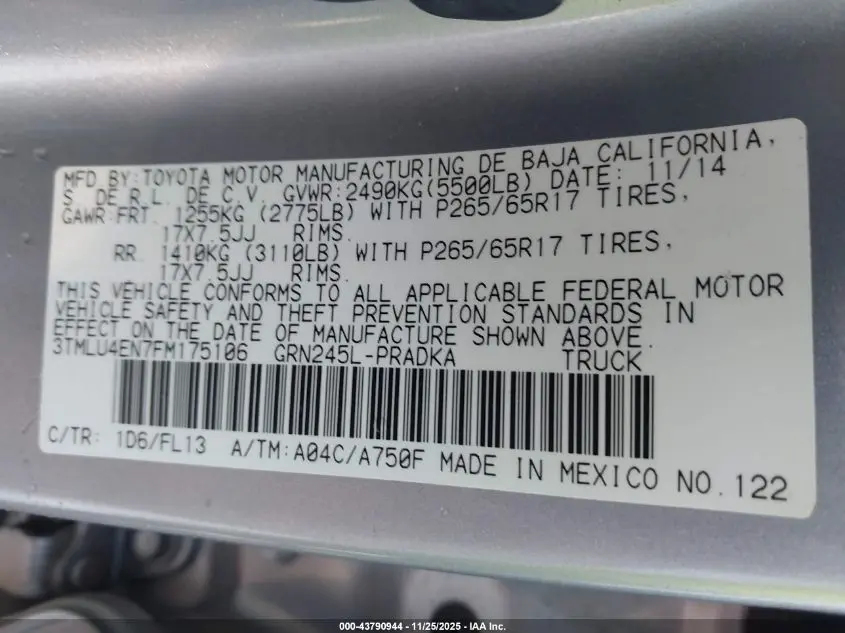 MFD BY:TOYOTA MOTOR MANUFACTURING DE BAJA CALIFORNIA,
S. DE R.L. DE C.V. GVWR:2490KG(5500LB) DATE: 11/14
GAWR FRT. 1255KG (2775LB) WITH P265/65R17 TIRES,
17X7.5JJ RIMS.
RR. 1410KG (3110LB) WITH P265/65R17 TIRES,
17X7.5JJ RIMS.
THIS VEHICLE CONFORMS TO ALL APPLICABLE FEDERAL MOTOR
VEHICLE SAFETY AND THEFT PREVENTION STANDARDS IN
EFFECT ON THE DATE OF MANUFACTURE SHOWN ABOVE.
3TMLU4EN7FM175106 GRN245L-PRADKA TRUCK
C/TR: 1D6/FL13 A/TM:A04C/A750F MADE IN MEXICO NO.122
000-43790944 - 11/25/2025 - IAA Inc.